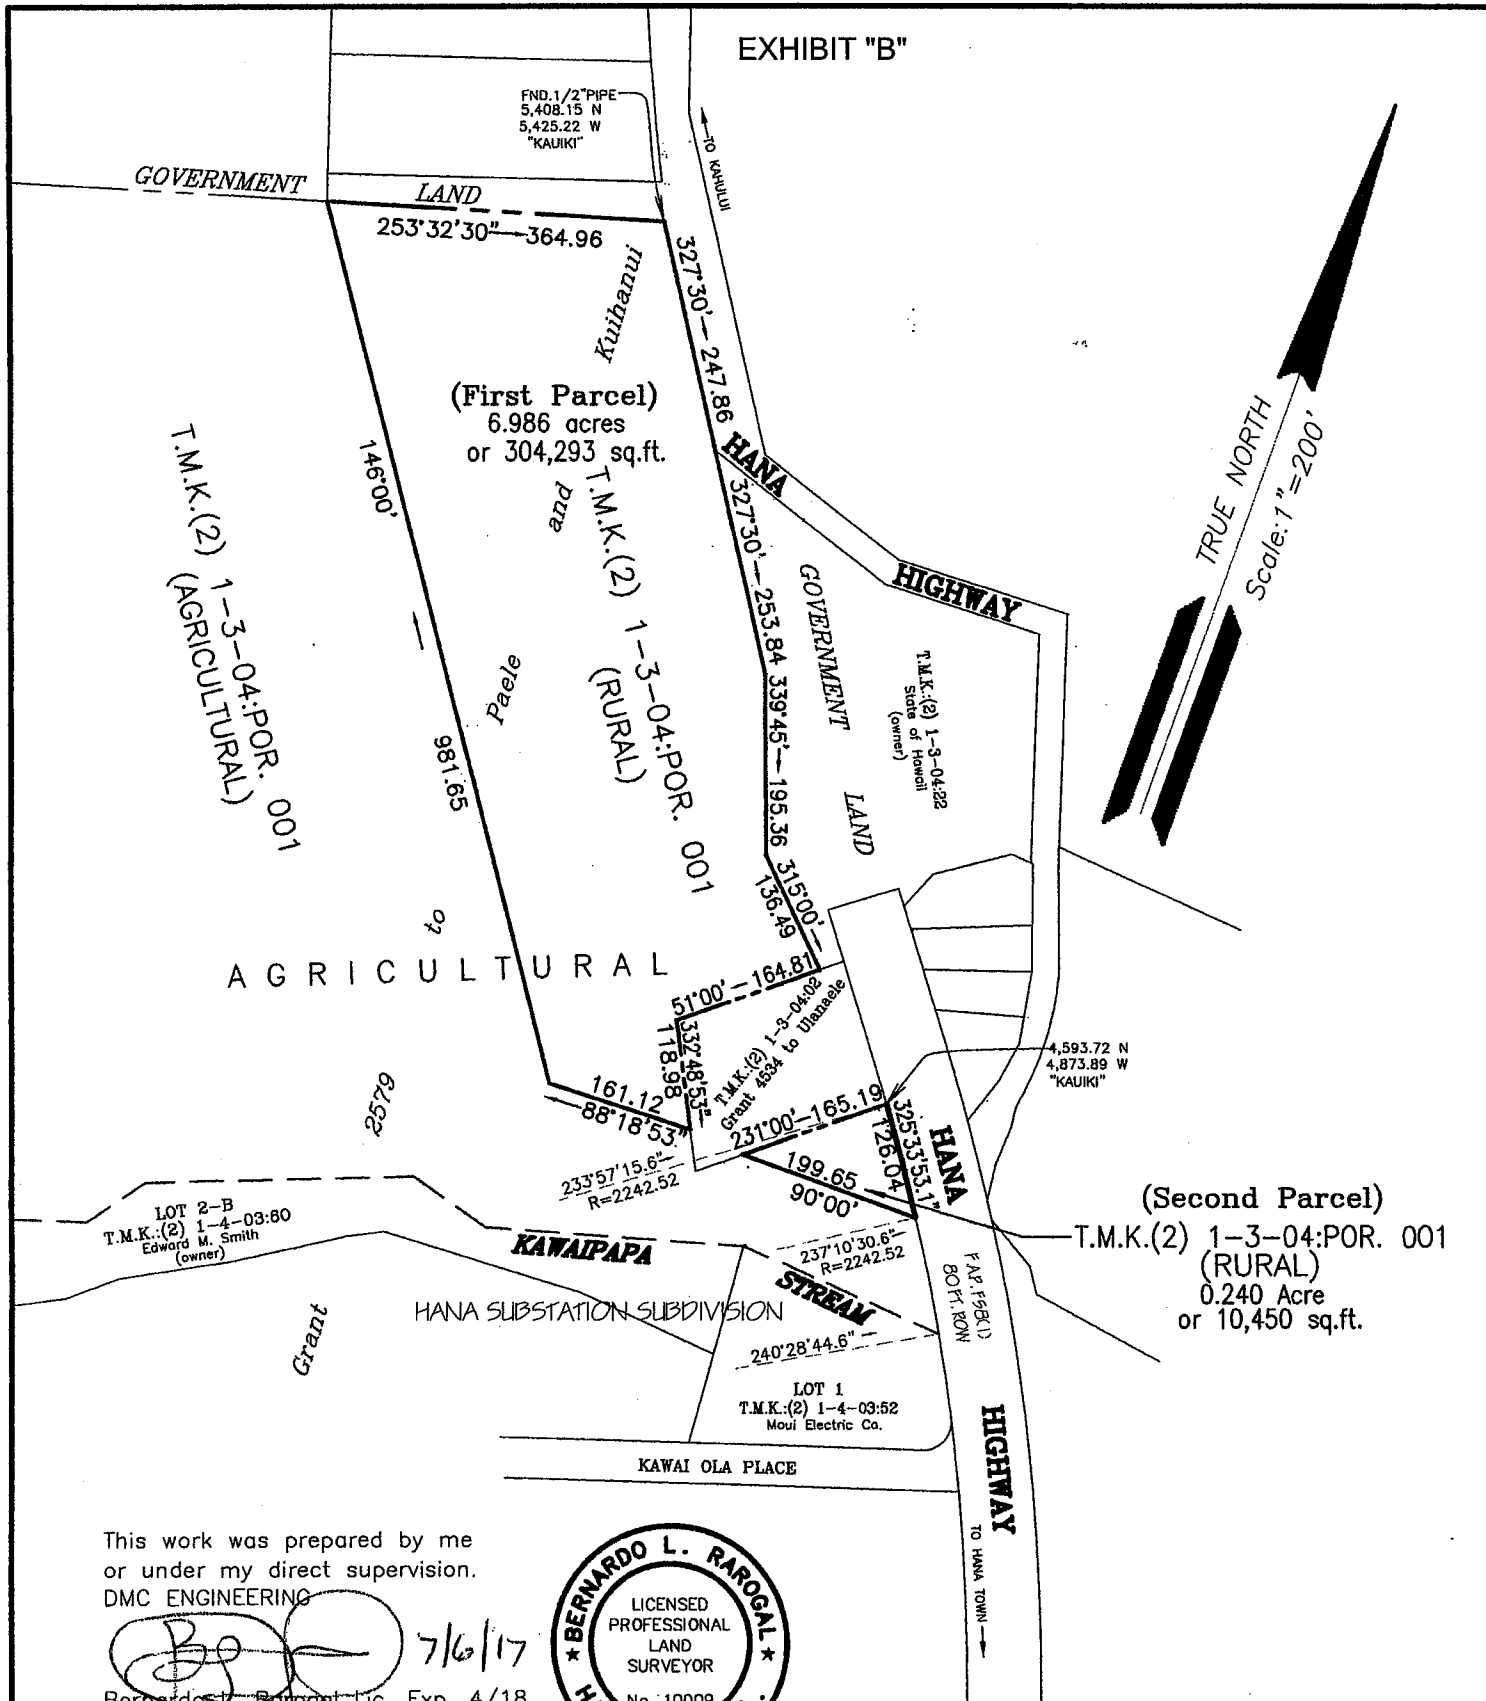 EXHIBIT "B"
FND.1/2"PIPE
5,408.15 N
5,425.22 W
"KAUIKI"
TO KAHULUI
GOVERNMENT LAND
253°32'30" 364.96
327°30' 247.86
Kuihanui
(First Parcel)
6.986 acres
or 304,293 sq.ft.
146°00'
981.65
T.M.K.(2) 1-3-04:POR. 001
(AGRICULTURAL)
and
T.M.K.(2) 1-3-04:POR. 001
(RURAL)
Paele
to
HANA
HIGHWAY
327°30' 253.84
339°45' 195.36
315°00'
136.49
GOVERNMENT
LAND
T.M.K.:(2) 1-3-04:22
State of Hawaii
(owner)
TRUE NORTH
Scale:1"=200'
AGRICULTURAL
51°00' 164.81
332°48'53"
118.98
T.M.K.:(2) 1-3-04:02
Grant 4534 to Ulanaele
161.12
88°18'53"
4,593.72 N
4,873.89 W
"KAUIKI"
2579
231°00' 165.19
325°33'53.1"
126.04
HANA
199.65
90°00'
233°57'15.6"
R=2242.52
(Second Parcel)
T.M.K.(2) 1-3-04:POR. 001
(RURAL)
0.240 Acre
or 10,450 sq.ft.
LOT 2-B
T.M.K.:(2) 1-4-03:60
Edward M. Smith
(owner)
KAWAIPAPA
STREAM
237°10'30.6"
R=2242.52
F.A.P. F58(1)
80 FT. ROW
HANA SUBSTATION SUBDIVISION
Grant
240°28'44.6"
LOT 1
T.M.K.:(2) 1-4-03:52
Maui Electric Co.
HIGHWAY
KAWAI OLA PLACE
TO HANA TOWN
This work was prepared by me
or under my direct supervision.
DMC ENGINEERING
7/6/17
Lic. Exp. 4/18
BERNARDO L. RAROGAL
LICENSED
PROFESSIONAL
LAND
SURVEYOR
No. 10009